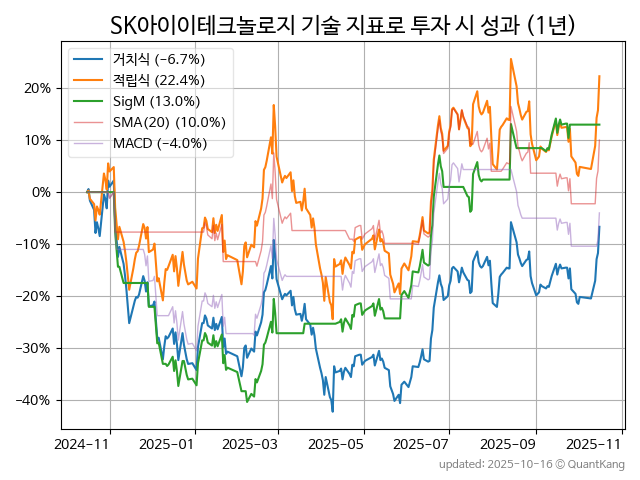 SK아이이테크놀로지 기술 지표로 투자 시 성과 (1년)
거치식 (−6.7%)
적립식 (22.4%)
SigM (13.0%)
SMA(20) (10.0%)
MACD (−4.0%)
20%
10%
0%
−10%
−20%
−30%
−40%
2024−11 2025−01 2025−03 2025−05 2025−07 2025−09 2025−11
updated: 2025-10-16 © QuantKang